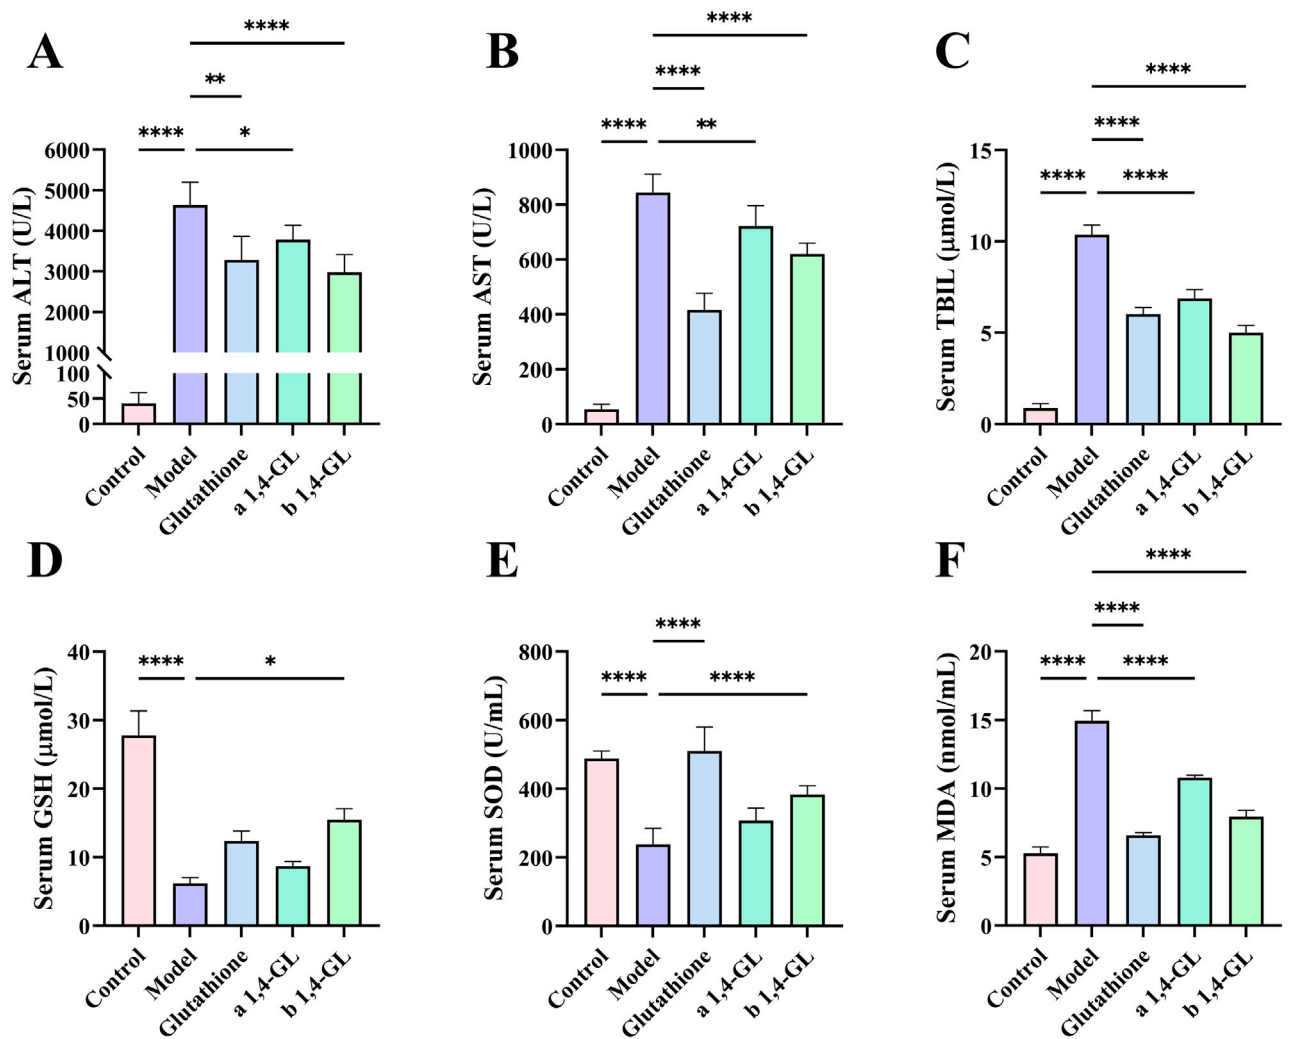 A
****
**
**** *
6000
5000
4000
3000
2000
1000
100
50
0
Serum ALT (U/L)
Control
Model
Glutathione
a 1,4-GL
b 1,4-GL
B
****
****
**** **
1000
800
600
400
200
0
Serum AST (U/L)
Control
Model
Glutathione
a 1,4-GL
b 1,4-GL
C
****
****
**** ****
15
10
5
0
Serum TBIL (μmol/L)
Control
Model
Glutathione
a 1,4-GL
b 1,4-GL
D
**** *
40
30
20
10
0
Serum GSH (μmol/L)
Control
Model
Glutathione
a 1,4-GL
b 1,4-GL
E
****
**** ****
800
600
400
200
0
Serum SOD (U/mL)
Control
Model
Glutathione
a 1,4-GL
b 1,4-GL
F
****
****
**** ****
20
15
10
5
0
Serum MDA (nmol/mL)
Control
Model
Glutathione
a 1,4-GL
b 1,4-GL